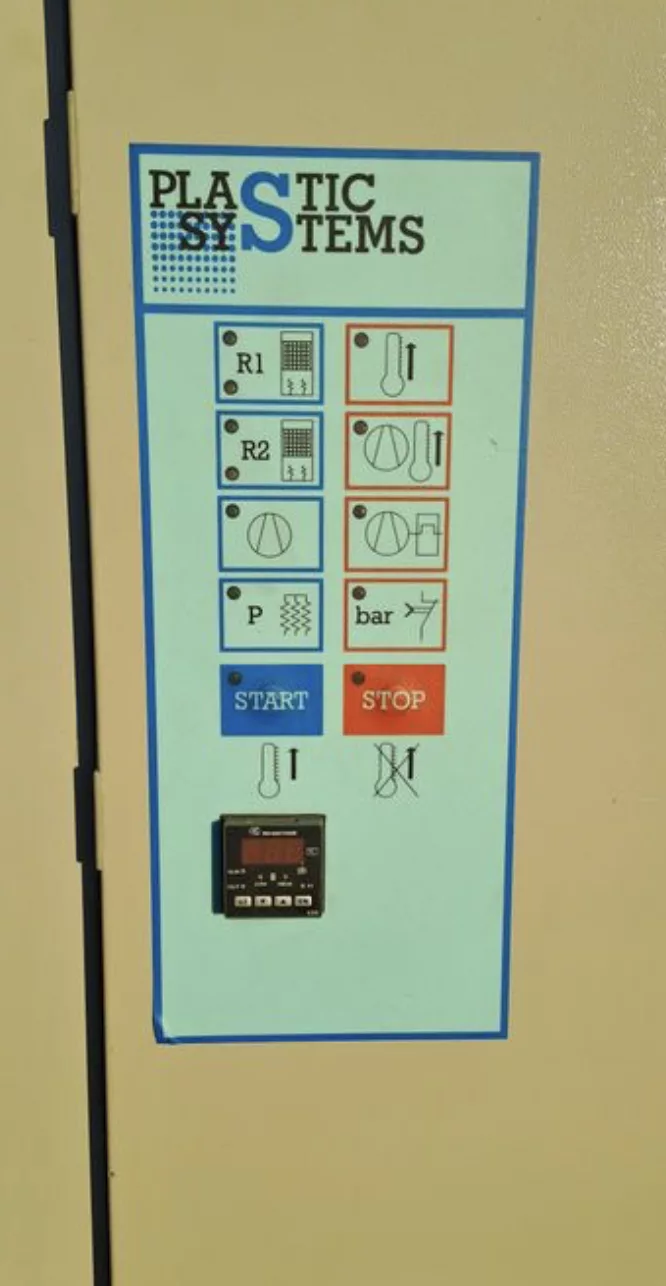 PLASTIC
SYSTEMS
R1
R2
P
bar
START
STOP